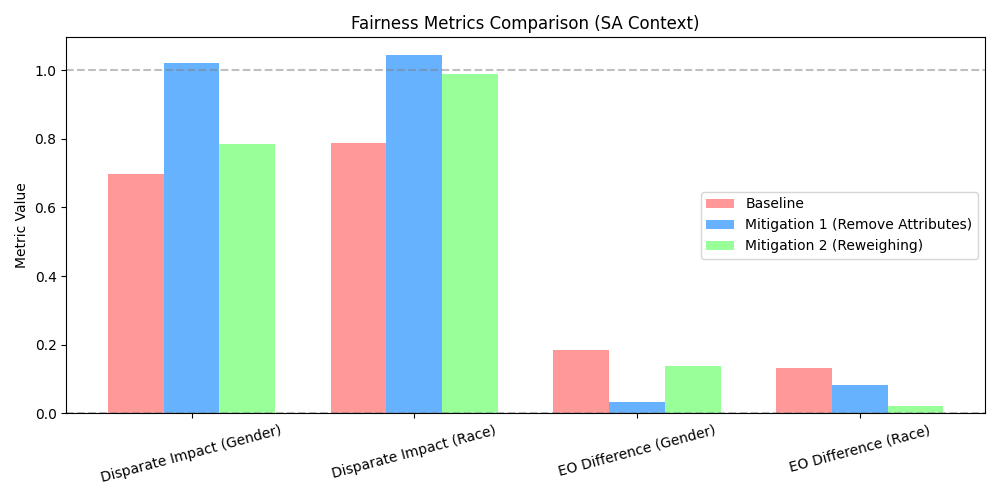 Fairness Metrics Comparison (SA Context)
Metric Value
1.0
0.8
0.6
0.4
0.2
0.0
Baseline
Mitigation 1 (Remove Attributes)
Mitigation 2 (Reweighing)
Disparate Impact (Gender)
Disparate Impact (Race)
EO Difference (Gender)
EO Difference (Race)